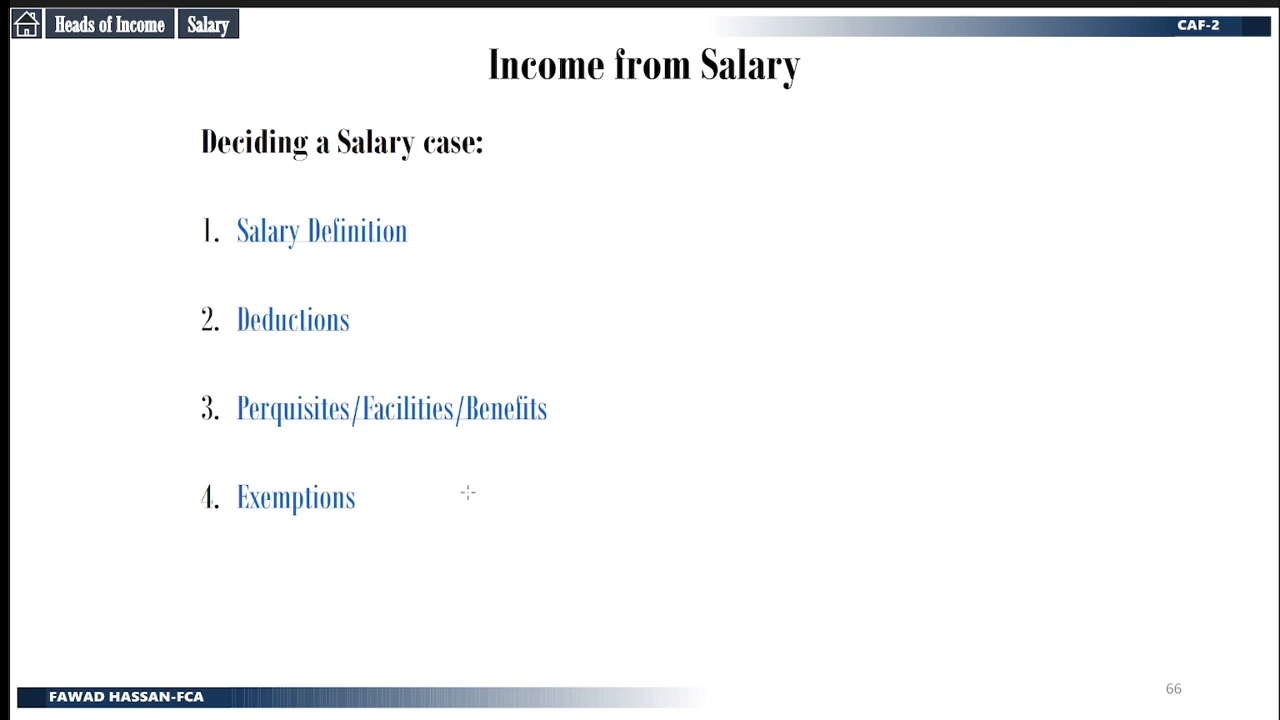 Heads of Income Salary CAF-2
Income from Salary
Deciding a Salary case:
1. Salary Definition
2. Deductions
3. Perquisites/Facilities/Benefits
4. Exemptions
FAWAD HASSAN-FCA 66